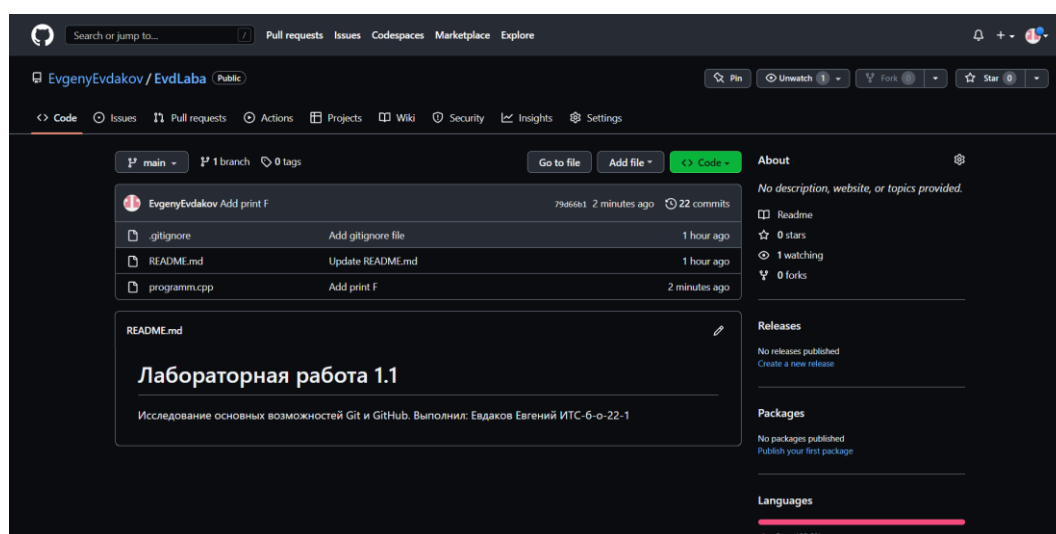 Search or jump to... / Pull requests Issues Codespaces Marketplace Explore
EvgenyEvdakov / EvdLaba Public Pin Unwatch 1 Fork 0 Star 0
Code Issues Pull requests Actions Projects Wiki Security Insights Settings
main 1 branch 0 tags Go to file Add file Code
EvgenyEvdakov Add print F 79d66b1 2 minutes ago 22 commits
.gitignore Add gitignore file 1 hour ago
README.md Update README.md 1 hour ago
programm.cpp Add print F 2 minutes ago
README.md
Лабораторная работа 1.1
Исследование основных возможностей Git и GitHub. Выполнил: Евдаков Евгений ИТС-б-о-22-1
About
No description, website, or topics provided.
Readme
0 stars
1 watching
0 forks
Releases
No releases published
Create a new release
Packages
No packages published
Publish your first package
Languages